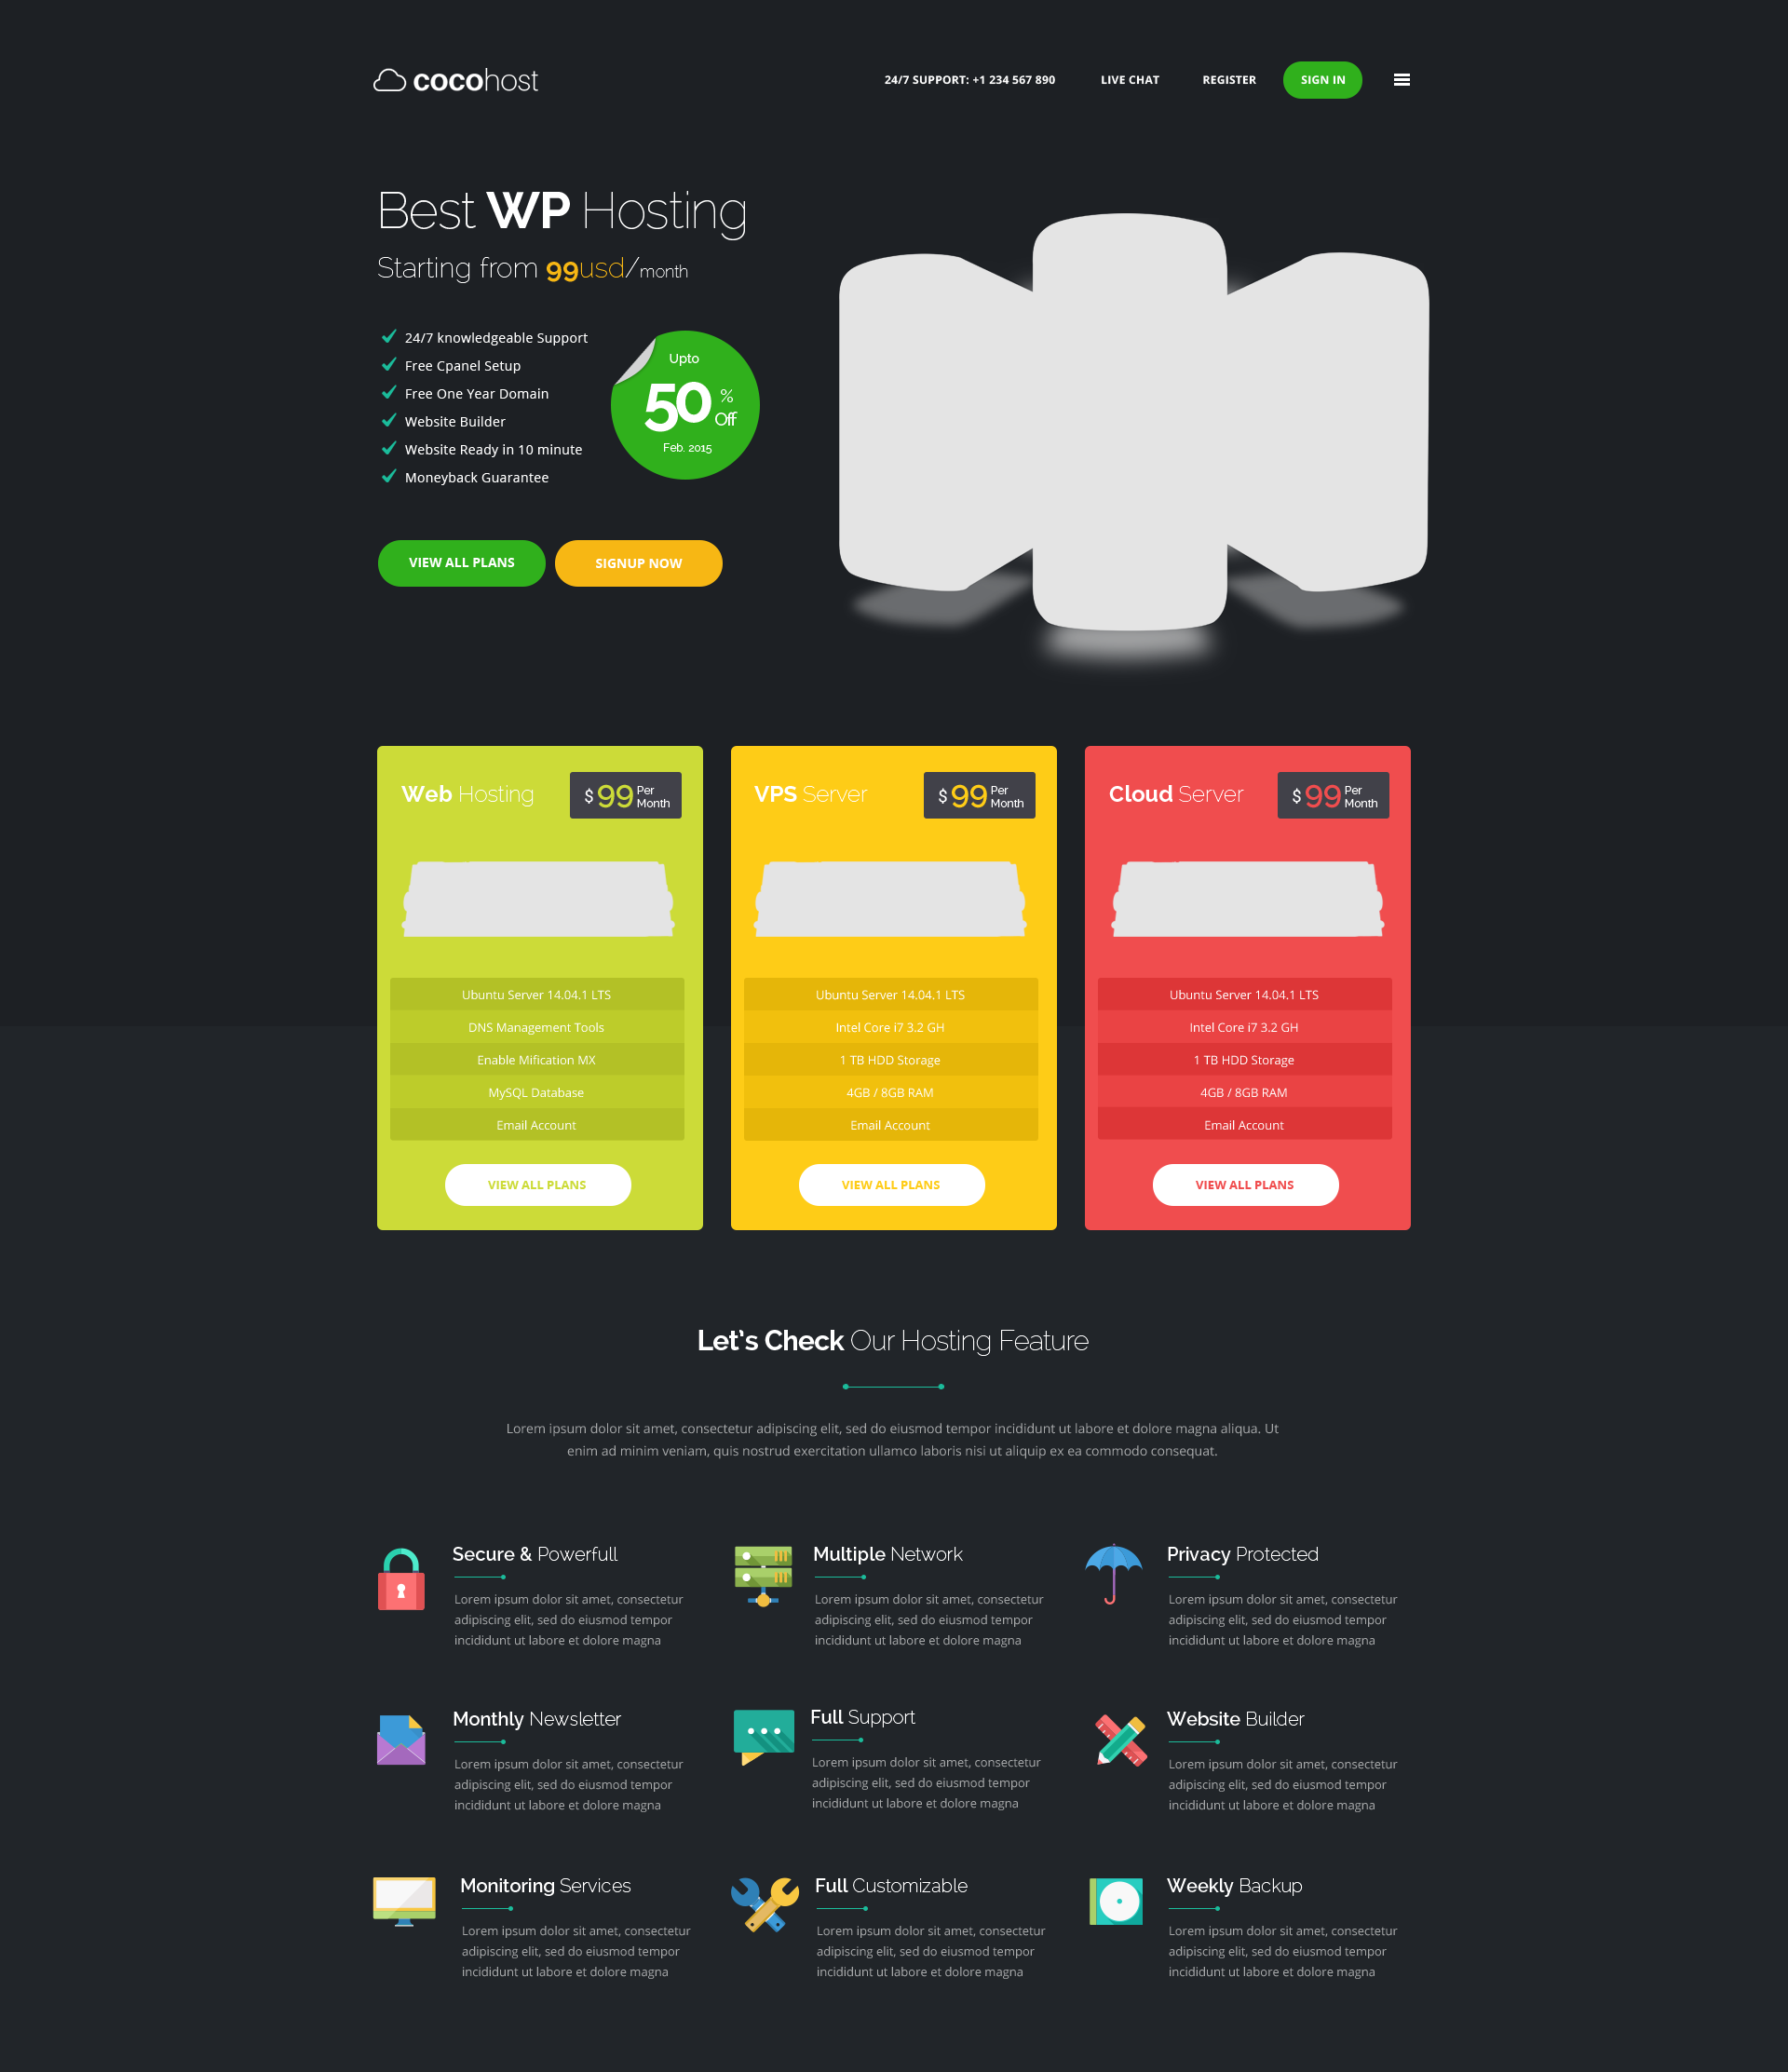 cocohost
24/7 SUPPORT: +1 234 567 890 LIVE CHAT REGISTER SIGN IN
Best WP Hosting
Starting from 99usd/month
24/7 knowledgeable Support
Free Cpanel Setup
Free One Year Domain
Website Builder
Website Ready in 10 minute
Moneyback Guarantee
Upto
50 % Off
Feb. 2015
VIEW ALL PLANS
SIGNUP NOW
Web Hosting
$ 99 Per Month
Ubuntu Server 14.04.1 LTS
DNS Management Tools
Enable Mification MX
MySQL Database
Email Account
VIEW ALL PLANS
VPS Server
$ 99 Per Month
Ubuntu Server 14.04.1 LTS
Intel Core i7 3.2 GH
1 TB HDD Storage
4GB / 8GB RAM
Email Account
VIEW ALL PLANS
Cloud Server
$ 99 Per Month
Ubuntu Server 14.04.1 LTS
Intel Core i7 3.2 GH
1 TB HDD Storage
4GB / 8GB RAM
Email Account
VIEW ALL PLANS
Let's Check Our Hosting Feature
Lorem ipsum dolor sit amet, consectetur adipiscing elit, sed do eiusmod tempor incididunt ut labore et dolore magna aliqua. Ut
enim ad minim veniam, quis nostrud exercitation ullamco laboris nisi ut aliquip ex ea commodo consequat.
Secure & Powerfull
Lorem ipsum dolor sit amet, consectetur
adipiscing elit, sed do eiusmod tempor
incididunt ut labore et dolore magna
Multiple Network
Lorem ipsum dolor sit amet, consectetur
adipiscing elit, sed do eiusmod tempor
incididunt ut labore et dolore magna
Privacy Protected
Lorem ipsum dolor sit amet, consectetur
adipiscing elit, sed do eiusmod tempor
incididunt ut labore et dolore magna
Monthly Newsletter
Lorem ipsum dolor sit amet, consectetur
adipiscing elit, sed do eiusmod tempor
incididunt ut labore et dolore magna
Full Support
Lorem ipsum dolor sit amet, consectetur
adipiscing elit, sed do eiusmod tempor
incididunt ut labore et dolore magna
Website Builder
Lorem ipsum dolor sit amet, consectetur
adipiscing elit, sed do eiusmod tempor
incididunt ut labore et dolore magna
Monitoring Services
Lorem ipsum dolor sit amet, consectetur
adipiscing elit, sed do eiusmod tempor
incididunt ut labore et dolore magna
Full Customizable
Lorem ipsum dolor sit amet, consectetur
adipiscing elit, sed do eiusmod tempor
incididunt ut labore et dolore magna
Weekly Backup
Lorem ipsum dolor sit amet, consectetur
adipiscing elit, sed do eiusmod tempor
incididunt ut labore et dolore magna